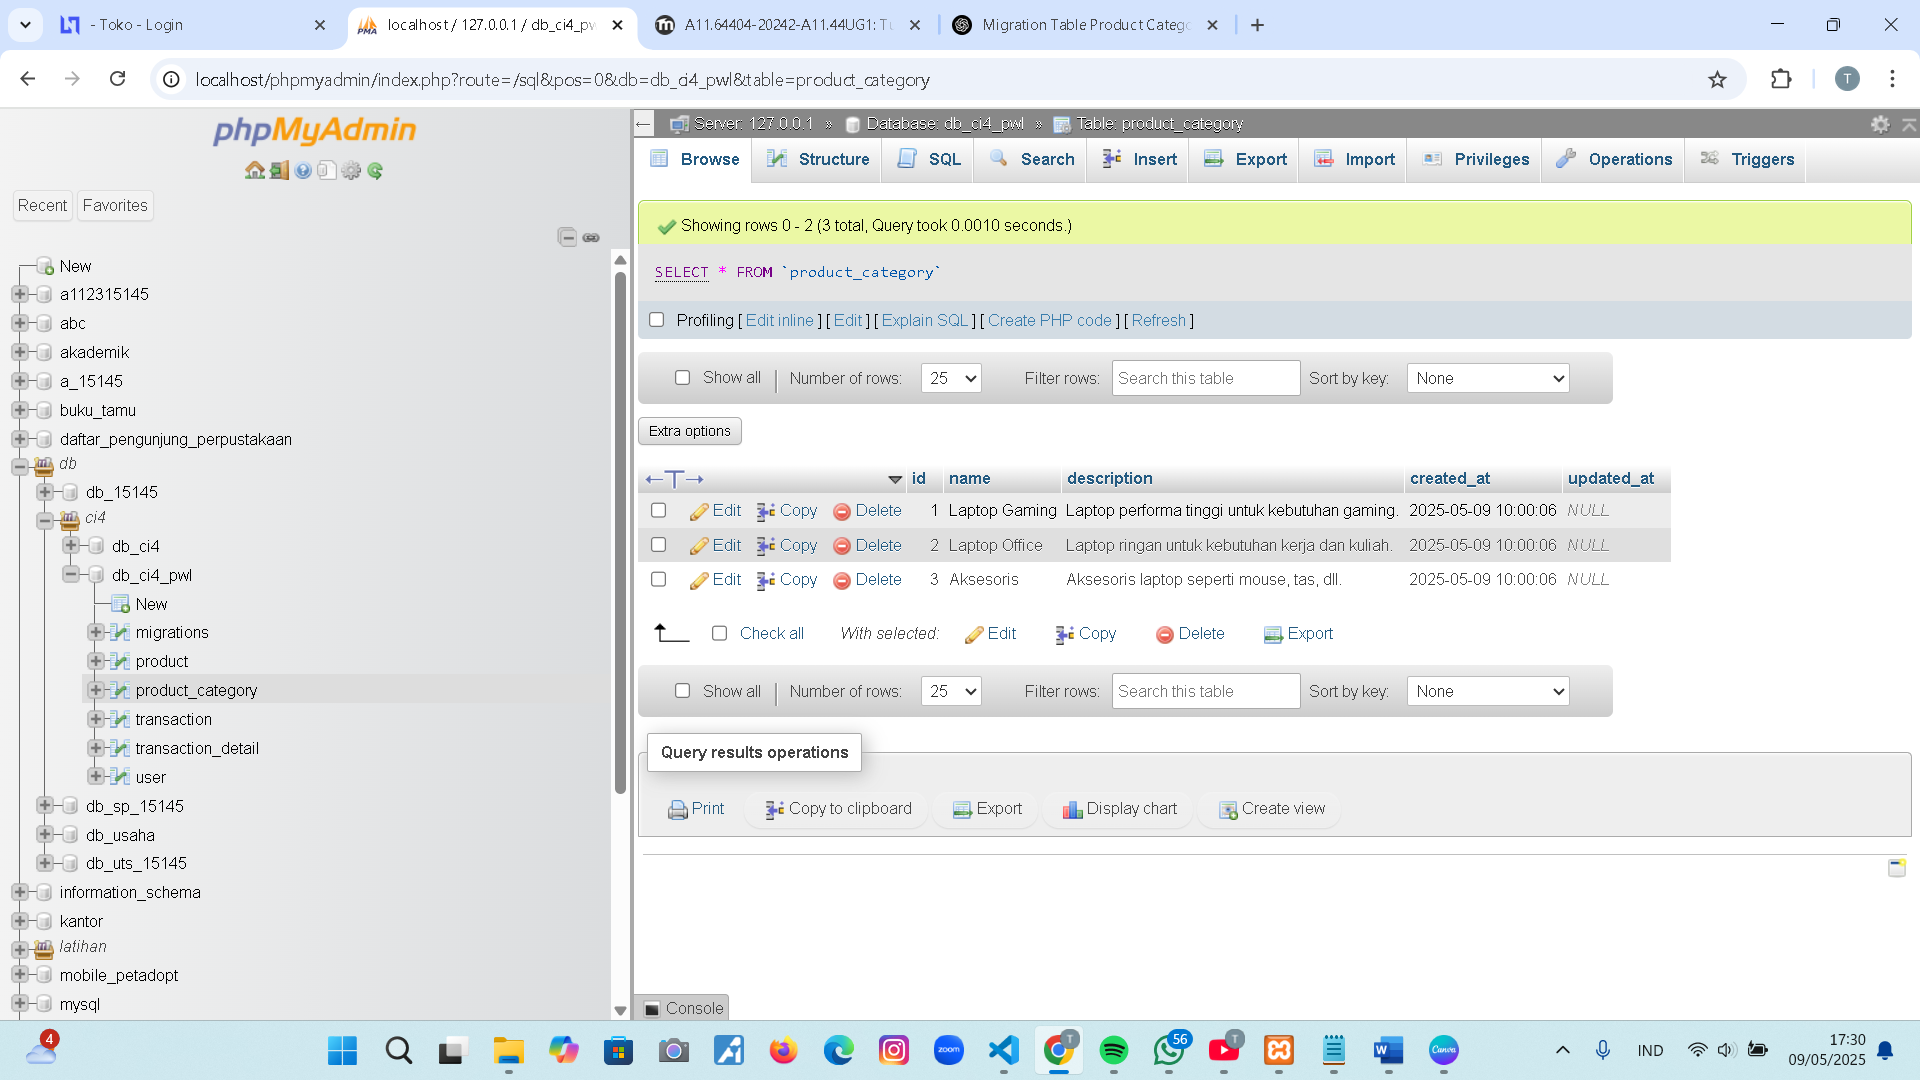 - Toko - Login
localhost / 127.0.0.1 / db_ci4_pw
A11.64404-20242-A11.44UG1: Tu
Migration Table Product Catego
localhost/phpmyadmin/index.php?route=/sql&pos=0&db=db_ci4_pwl&table=product_category
T
phpMyAdmin
Recent
Favorites
New
a112315145
abc
akademik
a_15145
buku_tamu
daftar_pengunjung_perpustakaan
db
db_15145
ci4
db_ci4
db_ci4_pwl
New
migrations
product
product_category
transaction
transaction_detail
user
db_sp_15145
db_usaha
db_uts_15145
information_schema
kantor
latihan
mobile_petadopt
mysql
Server: 127.0.0.1 » Database: db_ci4_pwl » Table: product_category
Browse Structure SQL Search Insert Export Import Privileges Operations Triggers
Showing rows 0 - 2 (3 total, Query took 0.0010 seconds.)
SELECT * FROM `product_category`
Profiling [ Edit inline ] [ Edit ] [ Explain SQL ] [ Create PHP code ] [ Refresh ]
Show all Number of rows: 25 Filter rows: Search this table Sort by key: None
Extra options
id name description created_at updated_at
Edit Copy Delete 1 Laptop Gaming Laptop performa tinggi untuk kebutuhan gaming. 2025-05-09 10:00:06 NULL
Edit Copy Delete 2 Laptop Office Laptop ringan untuk kebutuhan kerja dan kuliah. 2025-05-09 10:00:06 NULL
Edit Copy Delete 3 Aksesoris Aksesoris laptop seperti mouse, tas, dll. 2025-05-09 10:00:06 NULL
Check all With selected: Edit Copy Delete Export
Show all Number of rows: 25 Filter rows: Search this table Sort by key: None
Query results operations
Print Copy to clipboard Export Display chart Create view
Console
4
zoom
T
56
T
Canva
IND
17:30
09/05/2025